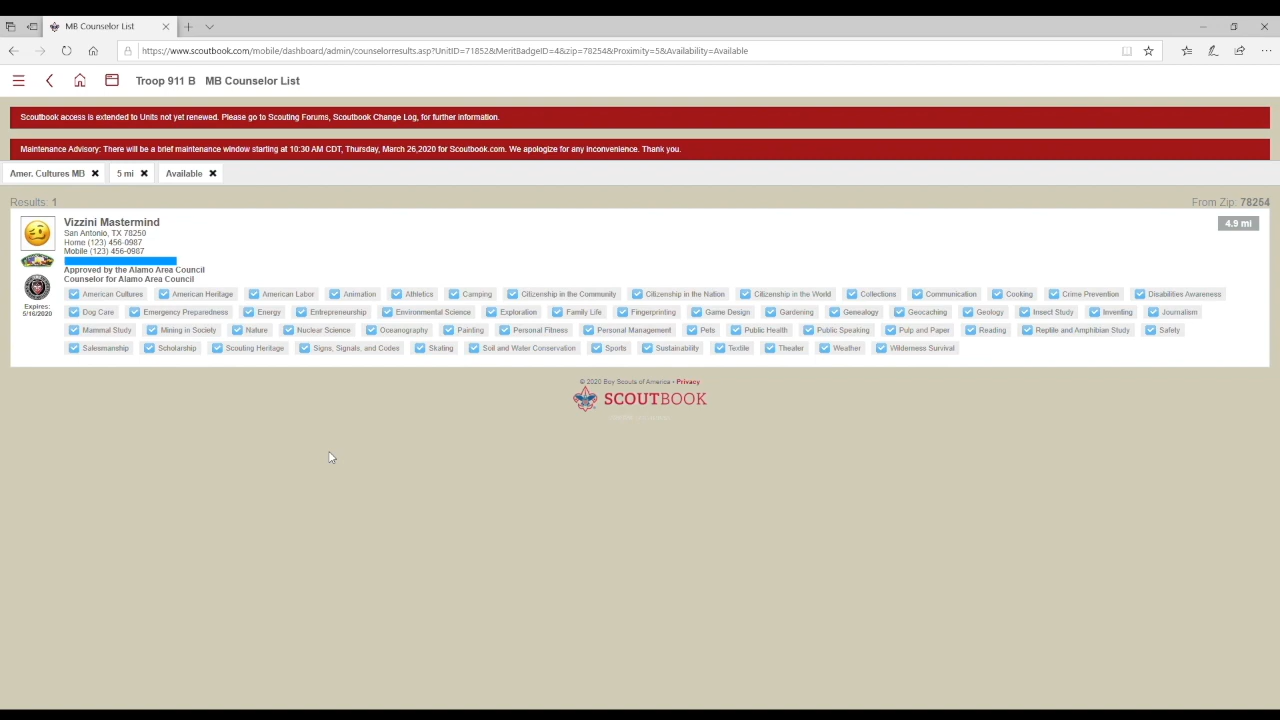 MB Counselor List
https://www.scoutbook.com/mobile/dashboard/admin/counselorresults.asp?UnitID=71852&MeritBadgeID=4&zip=78254&Proximity=5&Availability=Available
Troop 911 B MB Counselor List
Scoutbook access is extended to Units not yet renewed. Please go to Scouting Forums, Scoutbook Change Log, for further information.
Maintenance Advisory: There will be a brief maintenance window starting at 10:30 AM CDT, Thursday, March 26,2020 for Scoutbook.com. We apologize for any inconvenience. Thank you.
Amer. Cultures MB 5 mi Available
Results: 1 From Zip: 78254
Vizzini Mastermind 4.9 mi
San Antonio, TX 78250
Home (123) 456-0987
Mobile (123) 456-0987
Approved by the Alamo Area Council
Counselor for Alamo Area Council
Expires:
5/16/2020
American Cultures American Heritage American Labor Animation Athletics Camping Citizenship in the Community Citizenship in the Nation Citizenship in the World Collections Communication Cooking Crime Prevention Disabilities Awareness
Dog Care Emergency Preparedness Energy Entrepreneurship Environmental Science Exploration Family Life Fingerprinting Game Design Gardening Genealogy Geocaching Geology Insect Study Inventing Journalism
Mammal Study Mining in Society Nature Nuclear Science Oceanography Painting Personal Fitness Personal Management Pets Public Health Public Speaking Pulp and Paper Reading Reptile and Amphibian Study Safety
Salesmanship Scholarship Scouting Heritage Signs, Signals, and Codes Skating Soil and Water Conservation Sports Sustainability Textile Theater Weather Wilderness Survival
© 2020 Boy Scouts of America - Privacy
SCOUTBOOK